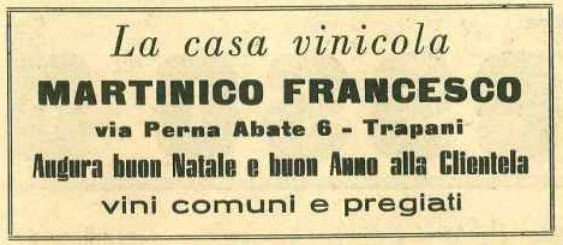 La casa vinicola
MARTINICO FRANCESCO
via Perna Abate 6 - Trapani
Augura buon Natale e buon Anno alla Clientela
vini comuni e pregiati